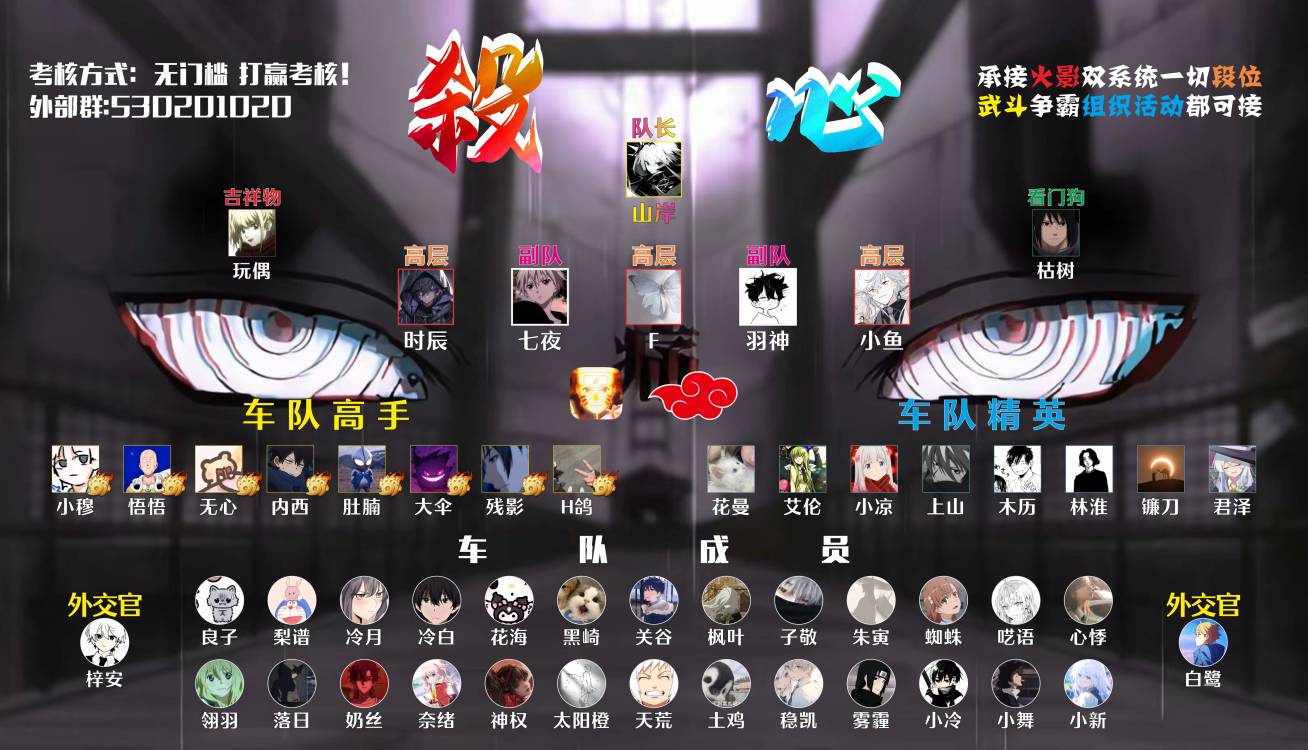 考核方式：无门槛 打赢考核！
外部群:530201020
殺 心
承接火影双系统一切段位
武斗争霸组织活动都可接
队长
山岸
吉祥物
玩偶
看门狗
枯树
高层 副队 高层 副队 高层
时辰 七夜 F 羽神 小鱼
车队高手
小穆 悟悟 无心 内西 肚腩 大伞 残影 H鸽
车队精英
花曼 艾伦 小凉 上山 木历 林淮 镰刀 君泽
车队成员
外交官
梓安
良子 梨谱 冷月 冷白 花海 黑崎 关谷 枫叶 子敬 朱寅 蜘蛛 呓语 心悸
翎羽 落日 奶丝 奈绪 神权 太阳橙 天荒 土鸡 稳凯 雾霾 小冷 小舞 小新
外交官
白鹭